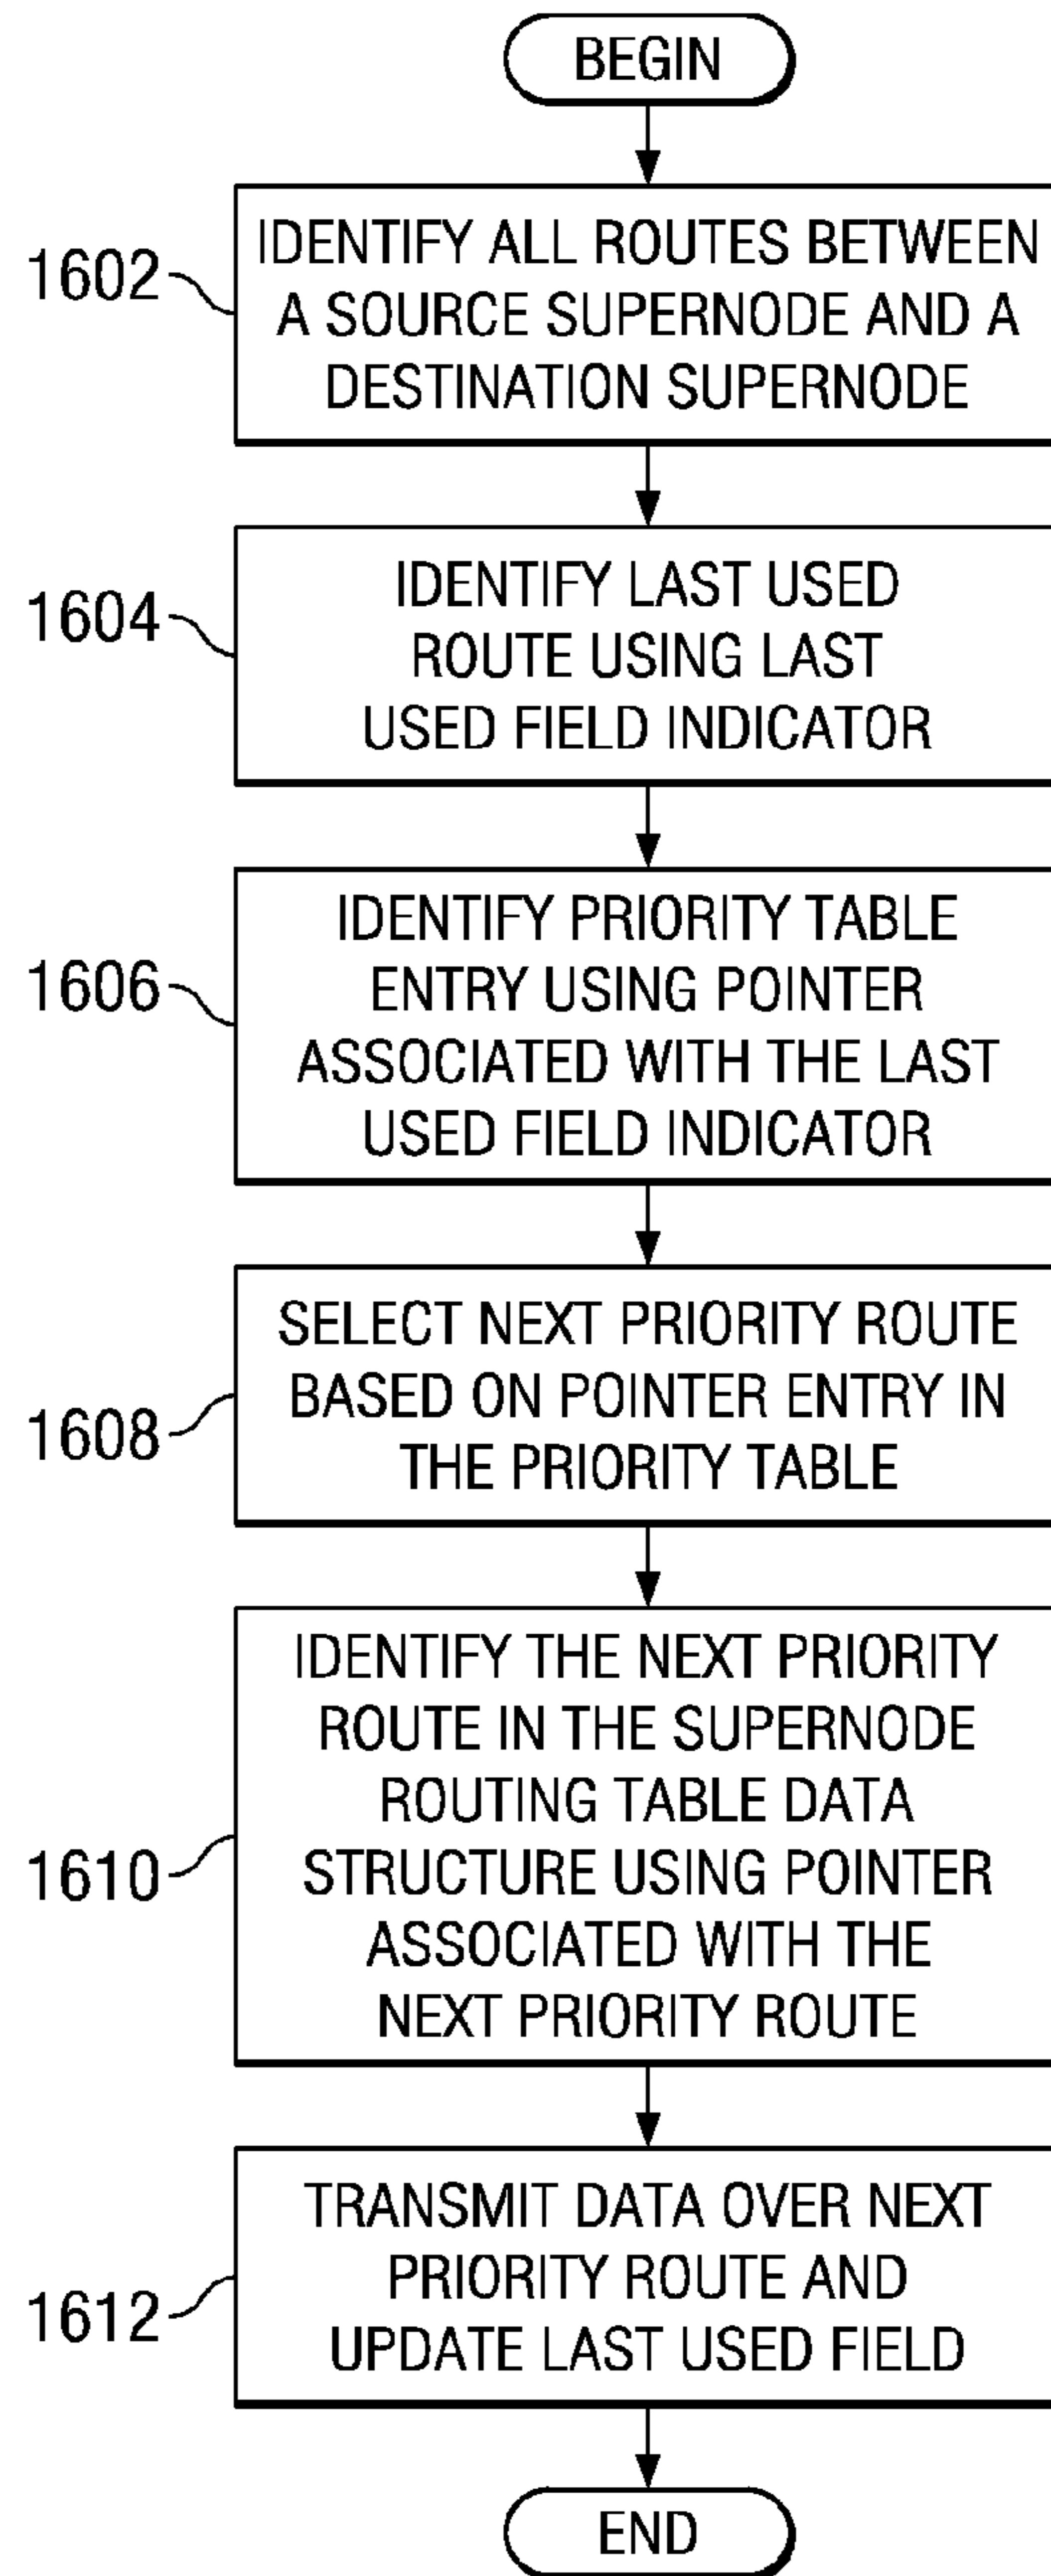 BEGIN
1602
IDENTIFY ALL ROUTES BETWEEN
A SOURCE SUPERNODE AND A
DESTINATION SUPERNODE
1604
IDENTIFY LAST USED
ROUTE USING LAST
USED FIELD INDICATOR
1606
IDENTIFY PRIORITY TABLE
ENTRY USING POINTER
ASSOCIATED WITH THE LAST
USED FIELD INDICATOR
1608
SELECT NEXT PRIORITY ROUTE
BASED ON POINTER ENTRY IN
THE PRIORITY TABLE
1610
IDENTIFY THE NEXT PRIORITY
ROUTE IN THE SUPERNODE
ROUTING TABLE DATA
STRUCTURE USING POINTER
ASSOCIATED WITH THE
NEXT PRIORITY ROUTE
1612
TRANSMIT DATA OVER NEXT
PRIORITY ROUTE AND
UPDATE LAST USED FIELD
END